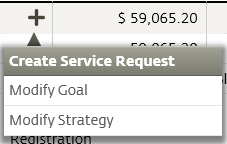 $ 59,065.20
Create Service Request
Modify Goal
Modify Strategy
Registration